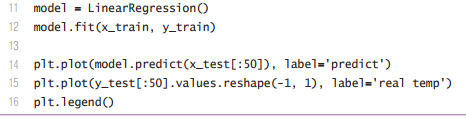 11 model = LinearRegression()
12 model.fit(x_train, y_train)
13
14 plt.plot(model.predict(x_test[:50]), label='predict')
15 plt.plot(y_test[:50].values.reshape(-1, 1), label='real temp')
16 plt.legend()